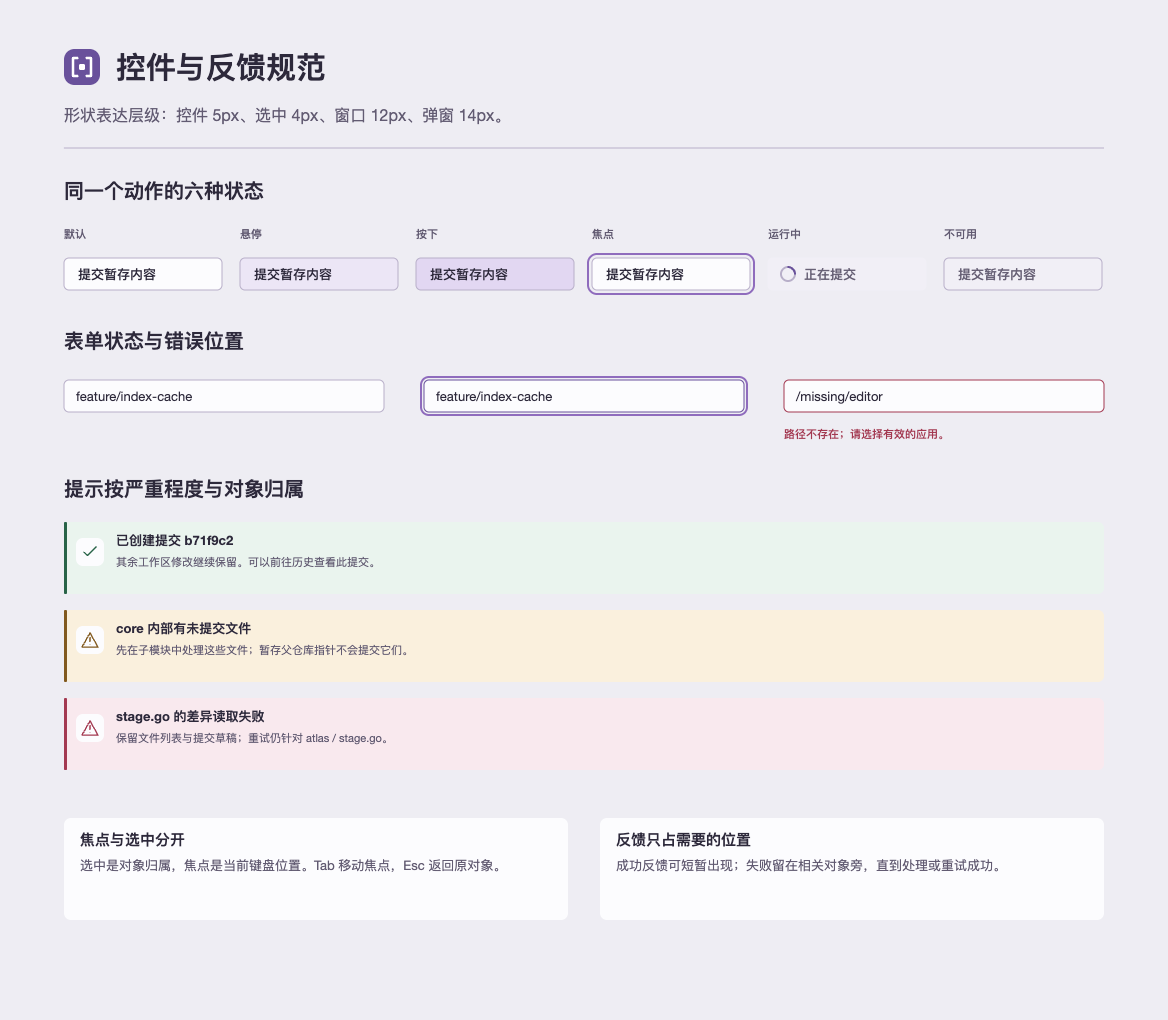 控件与反馈规范
形状表达层级：控件 5px、选中 4px、窗口 12px、弹窗 14px。
同一个动作的六种状态
默认
悬停
按下
焦点
运行中
不可用
提交暂存内容
提交暂存内容
提交暂存内容
提交暂存内容
正在提交
提交暂存内容
表单状态与错误位置
feature/index-cache
feature/index-cache
/missing/editor
路径不存在；请选择有效的应用。
提示按严重程度与对象归属
已创建提交 b71f9c2
其余工作区修改继续保留。可以前往历史查看此提交。
core 内部有未提交文件
先在子模块中处理这些文件；暂存父仓库指针不会提交它们。
stage.go 的差异读取失败
保留文件列表与提交草稿；重试仍针对 atlas / stage.go。
焦点与选中分开
选中是对象归属，焦点是当前键盘位置。Tab 移动焦点，Esc 返回原对象。
反馈只占需要的位置
成功反馈可短暂出现；失败留在相关对象旁，直到处理或重试成功。